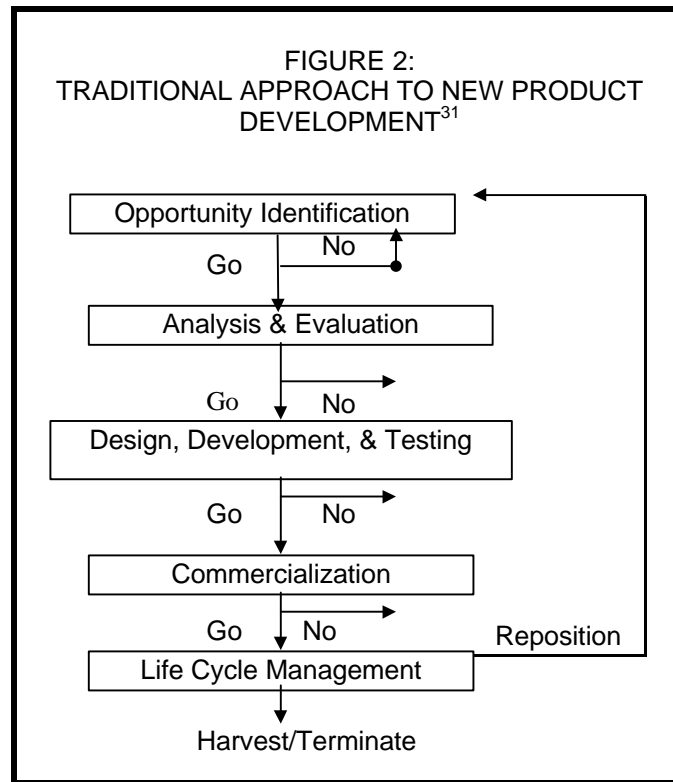 FIGURE 2:
TRADITIONAL APPROACH TO NEW PRODUCT
DEVELOPMENT31
Opportunity Identification
No
Go
Analysis & Evaluation
Go
No
Design, Development, & Testing
Go
No
Commercialization
Go
No
Reposition
Life Cycle Management
Harvest/Terminate